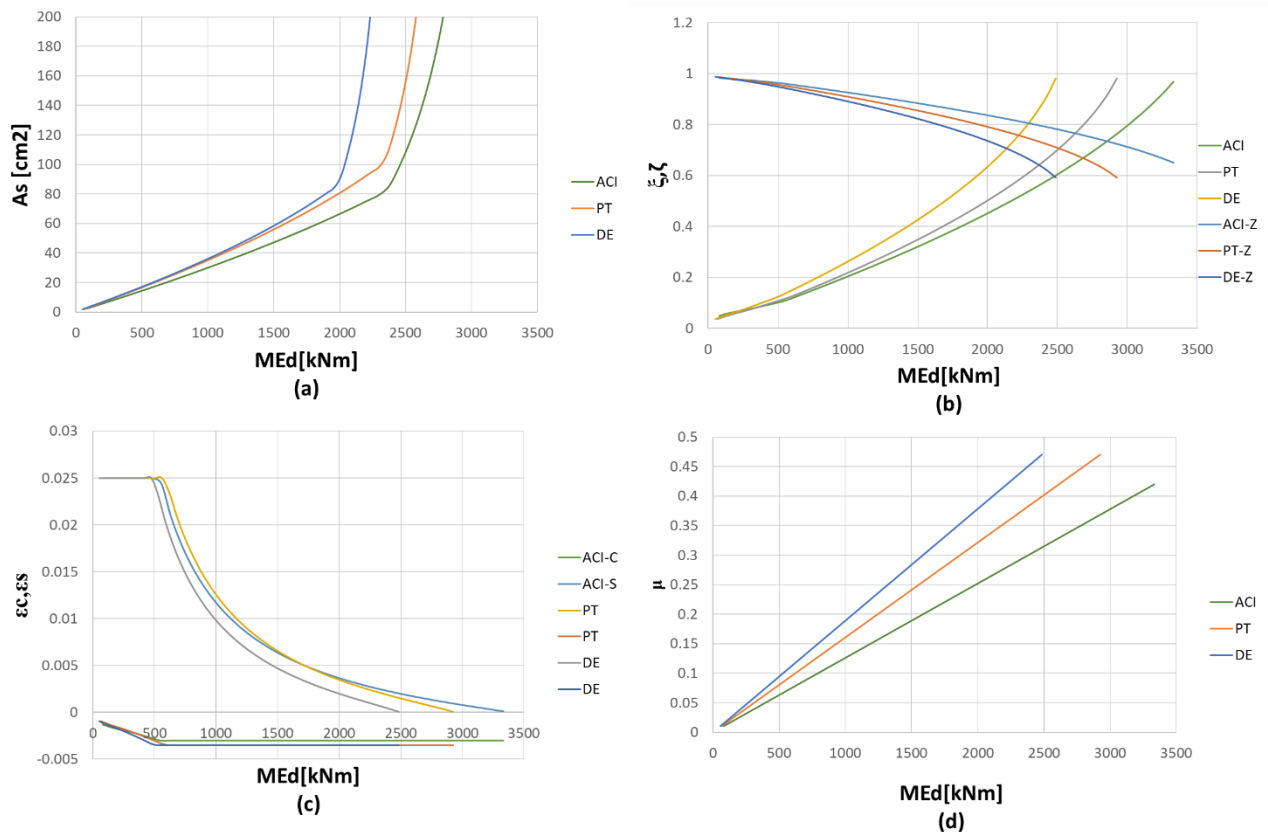 As [cm2]
200
180
160
140
120
100
80
60
40
20
0
0 500 1000 1500 2000 2500 3000 3500
MEd[kNm]
(a)
ACI
PT
DE
ξ,ζ
1.2
1
0.8
0.6
0.4
0.2
0
0 500 1000 1500 2000 2500 3000 3500
MEd[kNm]
(b)
ACI
PT
DE
ACI-Z
PT-Z
DE-Z
εc,εs
0.03
0.025
0.02
0.015
0.01
0.005
0
-0.005
0 500 1000 1500 2000 2500 3000 3500
MEd[kNm]
(c)
ACI-C
ACI-S
PT
PT
DE
DE
μ
0.5
0.45
0.4
0.35
0.3
0.25
0.2
0.15
0.1
0.05
0
0 500 1000 1500 2000 2500 3000 3500
MEd[kNm]
(d)
ACI
PT
DE